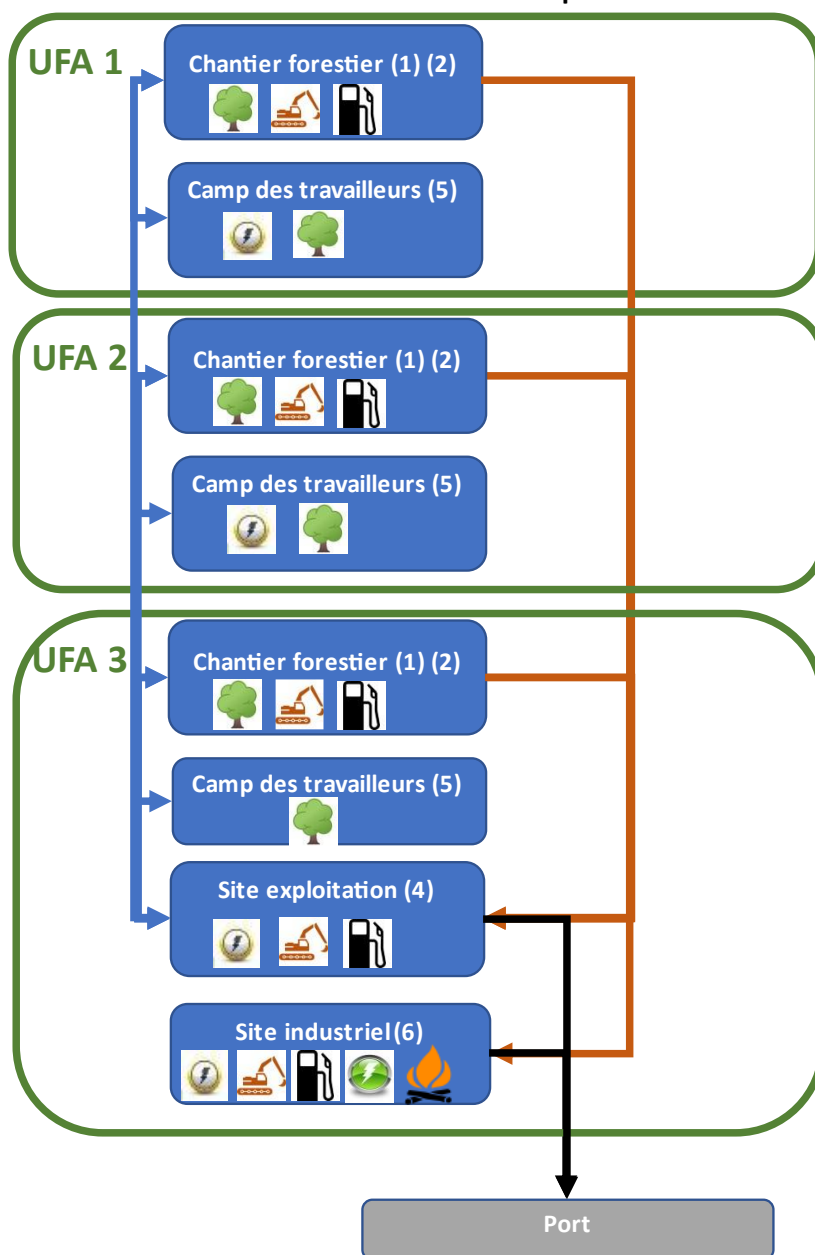 UFA 1
Chantier forestier (1) (2)
Camp des travailleurs (5)
UFA 2
Chantier forestier (1) (2)
Camp des travailleurs (5)
UFA 3
Chantier forestier (1) (2)
Camp des travailleurs (5)
Site exploitation (4)
Site industriel (6)
Port